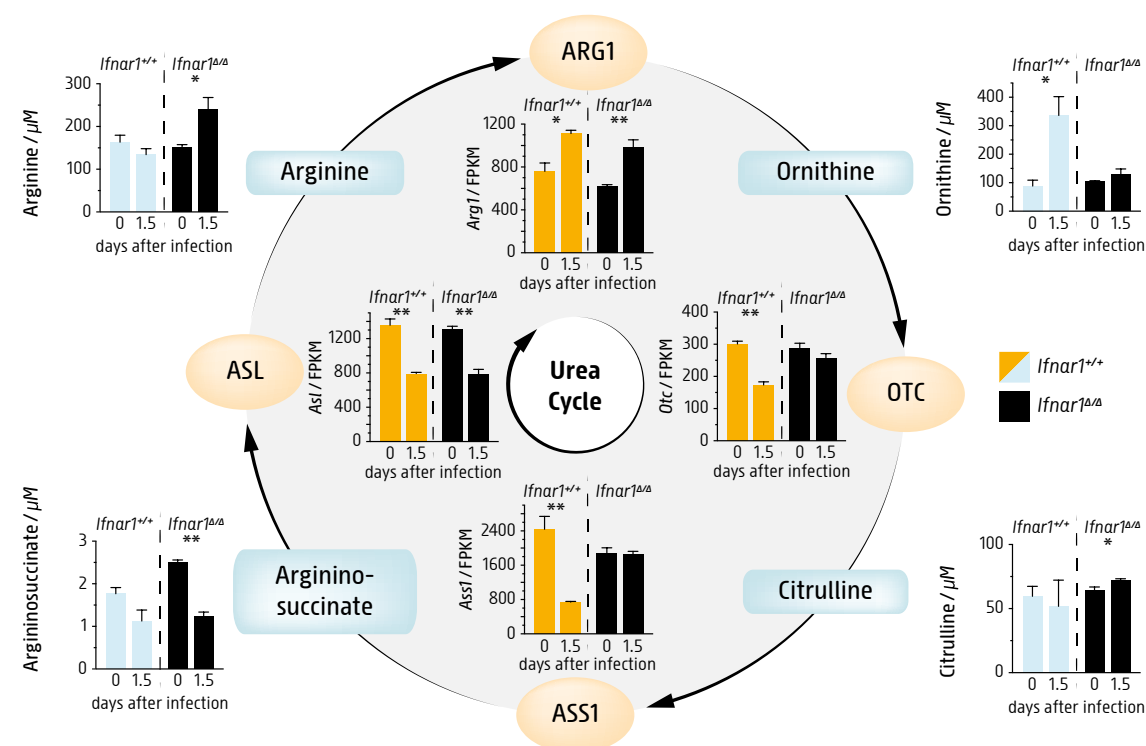 ARG1
Ifnar1+/+ Ifnar1Δ/Δ
*
Arginine / μM
300
200
100
0
0 1.5 0 1.5
days after infection
Arginine
Ifnar1+/+ Ifnar1Δ/Δ
* **
Arg1 / FPKM
1200
800
400
0
0 1.5 0 1.5
days after infection
Ornithine
Ifnar1+/+ Ifnar1Δ/Δ
*
Ornithine / μM
400
300
200
100
0
0 1.5 0 1.5
days after infection
ASL
Ifnar1+/+ Ifnar1Δ/Δ
** **
Asl / FPKM
1200
800
400
0
0 1.5 0 1.5
days after infection
Urea
Cycle
Ifnar1+/+ Ifnar1Δ/Δ
**
Otc / FPKM
400
300
200
100
0
0 1.5 0 1.5
days after infection
OTC
Ifnar1+/+
Ifnar1Δ/Δ
Ifnar1+/+ Ifnar1Δ/Δ
**
Argininosuccinate / μM
3
2
1
0
0 1.5 0 1.5
days after infection
Arginino-
succinate
Ifnar1+/+ Ifnar1Δ/Δ
**
Ass1 / FPKM
2400
1600
800
0
0 1.5 0 1.5
days after infection
Citrulline
Ifnar1+/+ Ifnar1Δ/Δ
*
Citrulline / μM
100
50
0
0 1.5 0 1.5
days after infection
ASS1